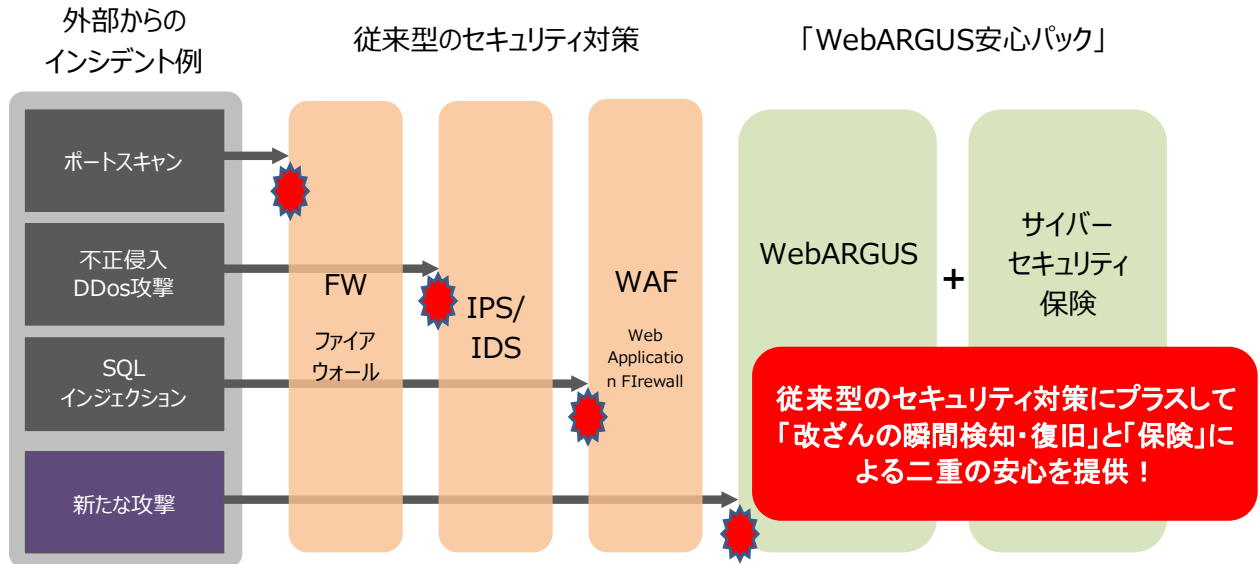 外部からの
インシデント例
従来型のセキュリティ対策
「WebARGUS安心パック」
ポートスキャン
不正侵入
DDos攻撃
SQL
インジェクション
新たな攻撃
FW
ファイア
ウォール
IPS/
IDS
WAF
Web
Applicatio
n FIrewall
WebARGUS
+
サイバー
セキュリティ
保険
従来型のセキュリティ対策にプラスして
「改ざんの瞬間検知・復旧」と「保険」に
よる二重の安心を提供！